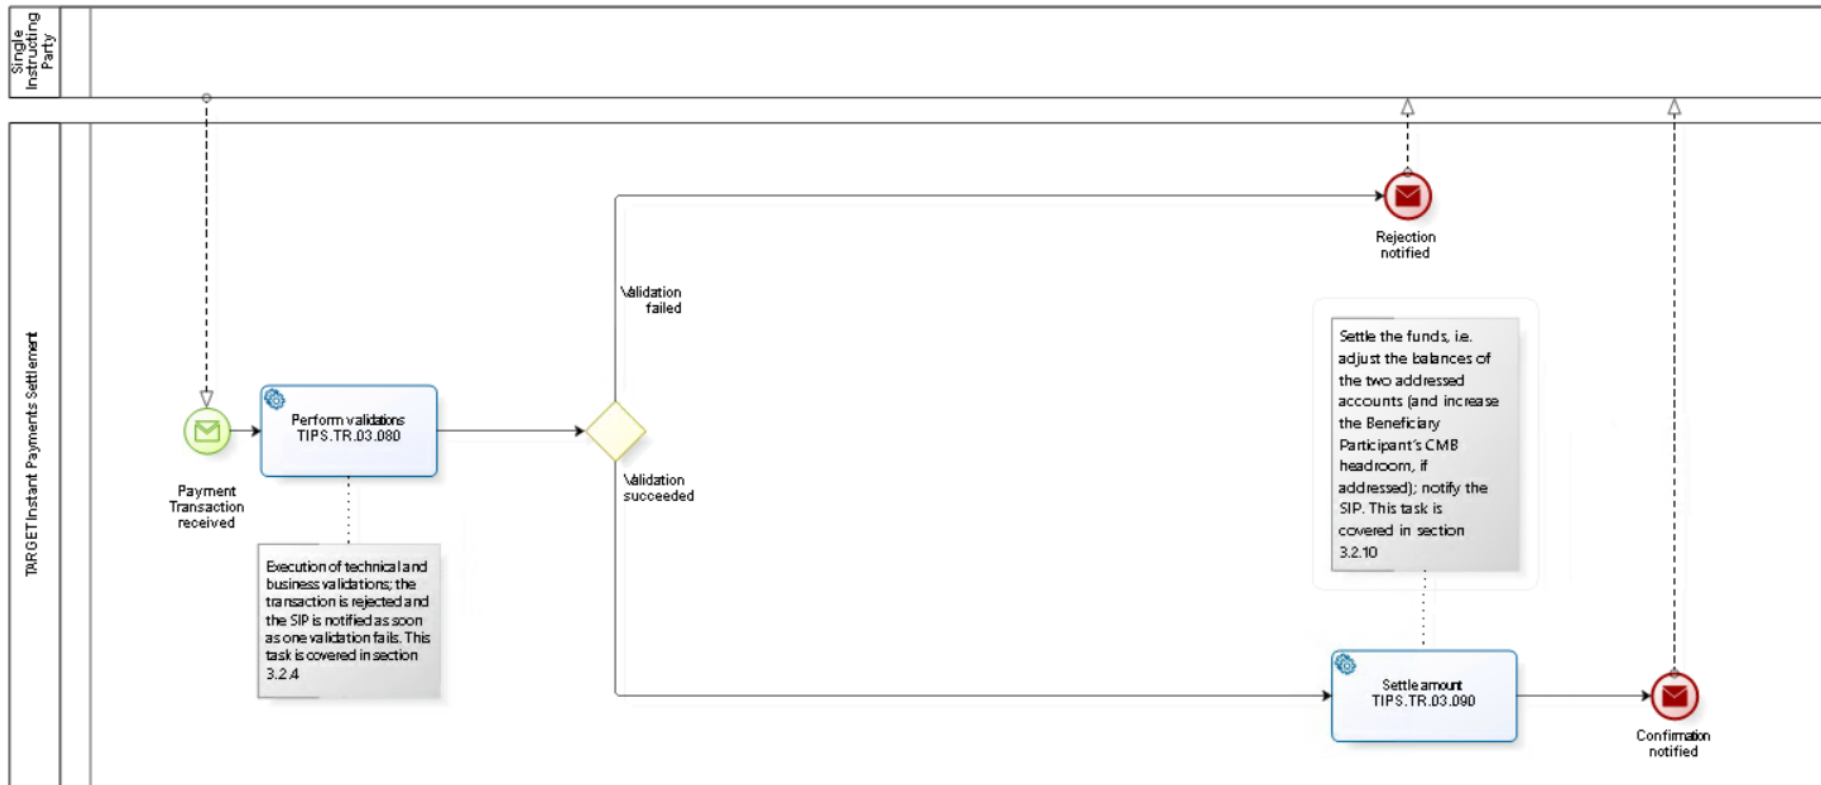 Single
Instructing
Party
TARGET Instant Payments Settlement
Rejection
notified
Validation
failed
Settle the funds, i.e.
adjust the balances of
the two addressed
accounts (and increase
the Beneficiary
Participant's CMB
headroom, if
addressed); notify the
SIP. This task is
covered in section
3.2.10
Perform validations
TIPS.TR.03.080
Payment
Transaction
received
Validation
succeeded
Execution of technical and
business validations; the
transaction is rejected and
the SIP is notified as soon
as one validation fails. This
task is covered in section
3.2.4
Settle amount
TIPS.TR.03.090
Confirmation
notified